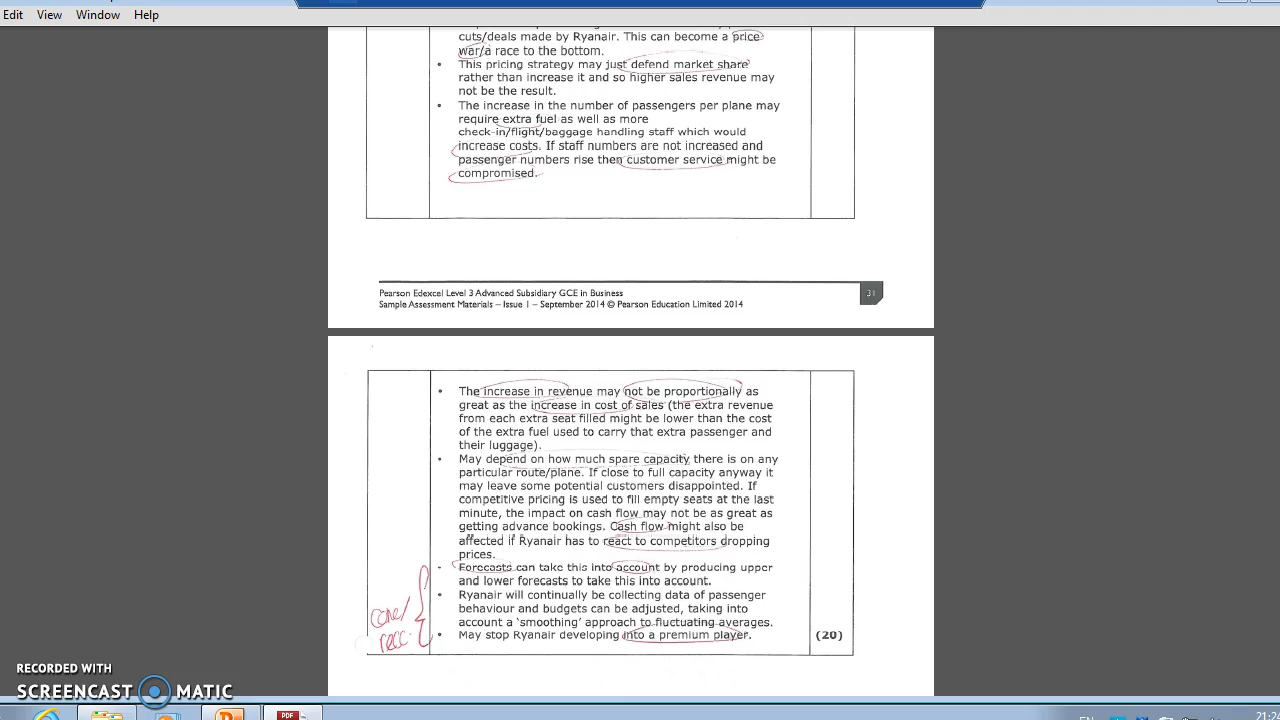 Edit View Window Help
cuts/deals made by Ryanair. This can become a price
war/a race to the bottom.
• This pricing strategy may just defend market share
rather than increase it and so higher sales revenue may
not be the result.
• The increase in the number of passengers per plane may
require extra fuel as well as more
check-in/flight/baggage handling staff which would
increase costs. If staff numbers are not increased and
passenger numbers rise then customer service might be
compromised.
Pearson Edexcel Level 3 Advanced Subsidiary GCE in Business
Sample Assessment Materials – Issue 1 – September 2014 © Pearson Education Limited 2014
31
• The increase in revenue may not be proportionally as
great as the increase in cost of sales (the extra revenue
from each extra seat filled might be lower than the cost
of the extra fuel used to carry that extra passenger and
their luggage).
• May depend on how much spare capacity there is on any
particular route/plane. If close to full capacity anyway it
may leave some potential customers disappointed. If
competitive pricing is used to fill empty seats at the last
minute, the impact on cash flow may not be as great as
getting advance bookings. Cash flow might also be
affected if Ryanair has to react to competitors dropping
prices.
• Forecasts can take this into account by producing upper
and lower forecasts to take this into account.
• Ryanair will continually be collecting data of passenger
behaviour and budgets can be adjusted, taking into
account a ‘smoothing’ approach to fluctuating averages.
• May stop Ryanair developing into a premium player.
(20)
conc/
recc.
RECORDED WITH
SCREENCAST MATIC
PDF
EN